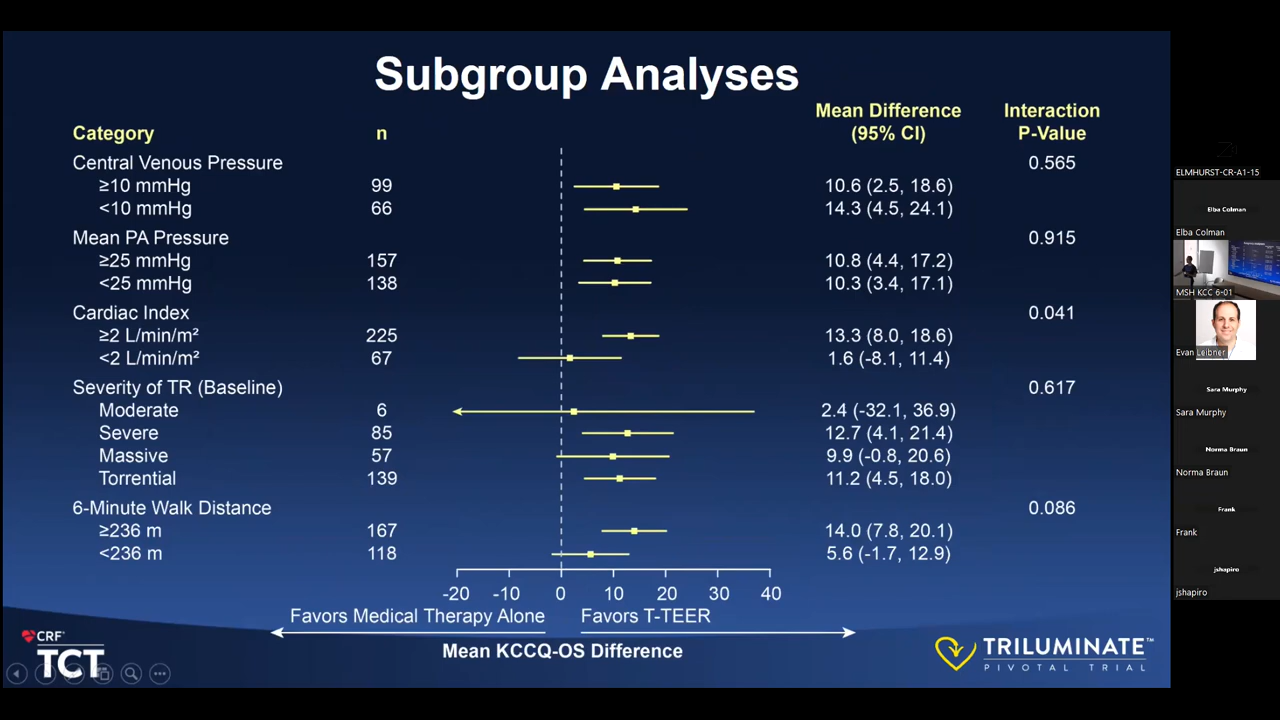 Subgroup Analyses
Category n Mean Difference (95% CI) Interaction P-Value
Central Venous Pressure 0.565
≥10 mmHg 99 10.6 (2.5, 18.6)
<10 mmHg 66 14.3 (4.5, 24.1)
Mean PA Pressure 0.915
≥25 mmHg 157 10.8 (4.4, 17.2)
<25 mmHg 138 10.3 (3.4, 17.1)
Cardiac Index 0.041
≥2 L/min/m² 225 13.3 (8.0, 18.6)
<2 L/min/m² 67 1.6 (-8.1, 11.4)
Severity of TR (Baseline) 0.617
Moderate 6 2.4 (-32.1, 36.9)
Severe 85 12.7 (4.1, 21.4)
Massive 57 9.9 (-0.8, 20.6)
Torrential 139 11.2 (4.5, 18.0)
6-Minute Walk Distance 0.086
≥236 m 167 14.0 (7.8, 20.1)
<236 m 118 5.6 (-1.7, 12.9)
-20 -10 0 10 20 30 40
Favors Medical Therapy Alone Favors T-TEER
Mean KCCQ-OS Difference
CRF
TCT
TRILUMINATE™
PIVOTAL TRIAL
ELMHURST-CR-A1-15
Elba Colman
Elba Colman
MSH KCC 6-01
Evan Leibner
Sara Murphy
Sara Murphy
Norma Braun
Norma Braun
Frank
Frank
jshapiro
jshapiro